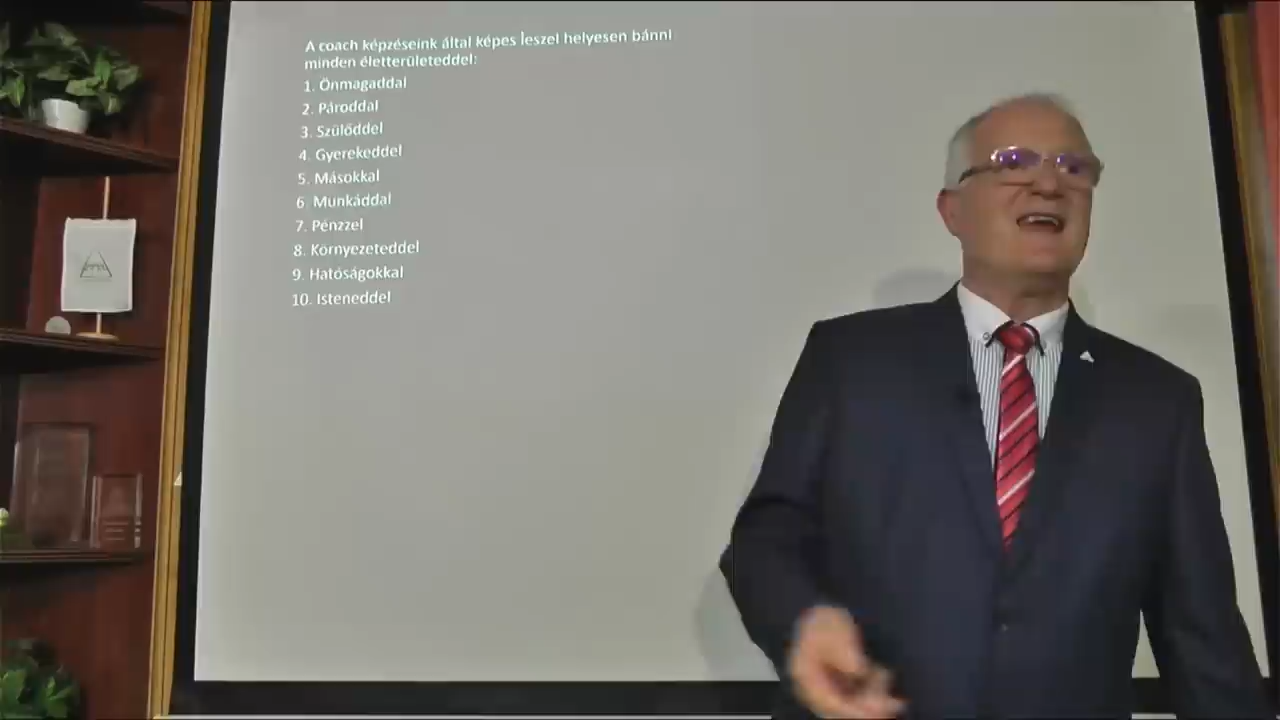 A coach képzéseink által képes leszel helyesen bánni
minden életterületeddel:
1. Önmagaddal
2. Pároddal
3. Szülőddel
4. Gyerekeddel
5. Másokkal
6. Munkáddal
7. Pénzzel
8. Környezeteddel
9. Hatóságokkal
10. Isteneddel